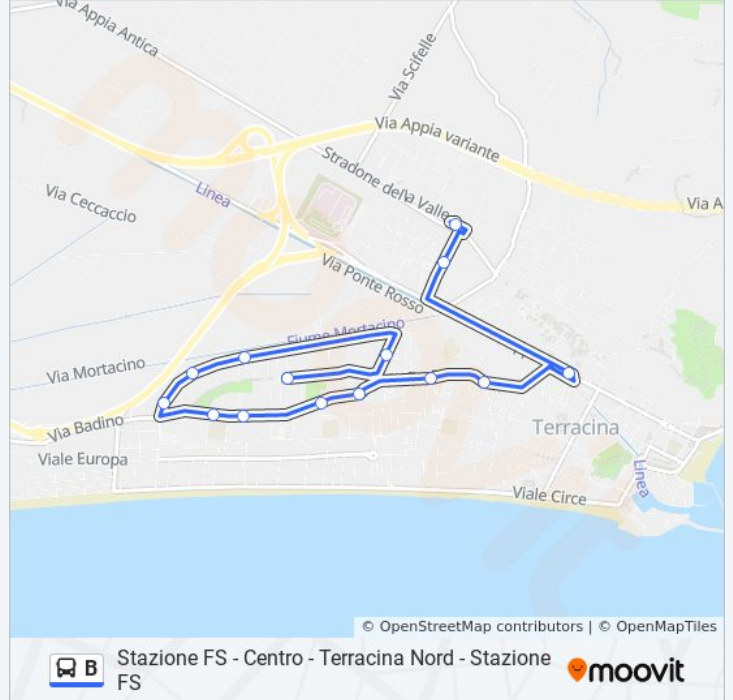 Via Appia Antica
Via Scifelle
Via Appia variante
Stradone della Valle
Linea
Via Ceccaccio
Via A
Via Ponte Rosso
Fiume Mortacino
Via Mortacino
Via Badino
Terracina
Viale Europa
Linea
Viale Circe
© OpenStreetMap contributors | © OpenMapTiles
B
Stazione FS - Centro - Terracina Nord - Stazione
FS
moovit